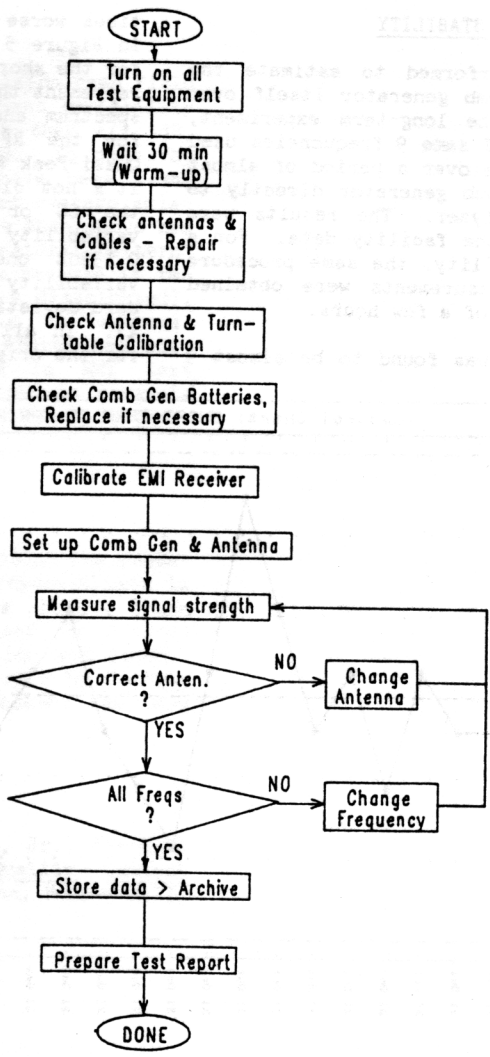 START
Turn on all
Test Equipment
Wait 30 min
(Warm-up)
Check antennas &
Cables - Repair
if necessary
Check Antenna & Turn-
table Calibration
Check Comb Gen Batteries,
Replace if necessary
Calibrate EMI Receiver
Set up Comb Gen & Antenna
Measure signal strength
Correct Anten.
?
NO
Change
Antenna
YES
All Freqs
?
NO
Change
Frequency
YES
Store data > Archive
Prepare Test Report
DONE